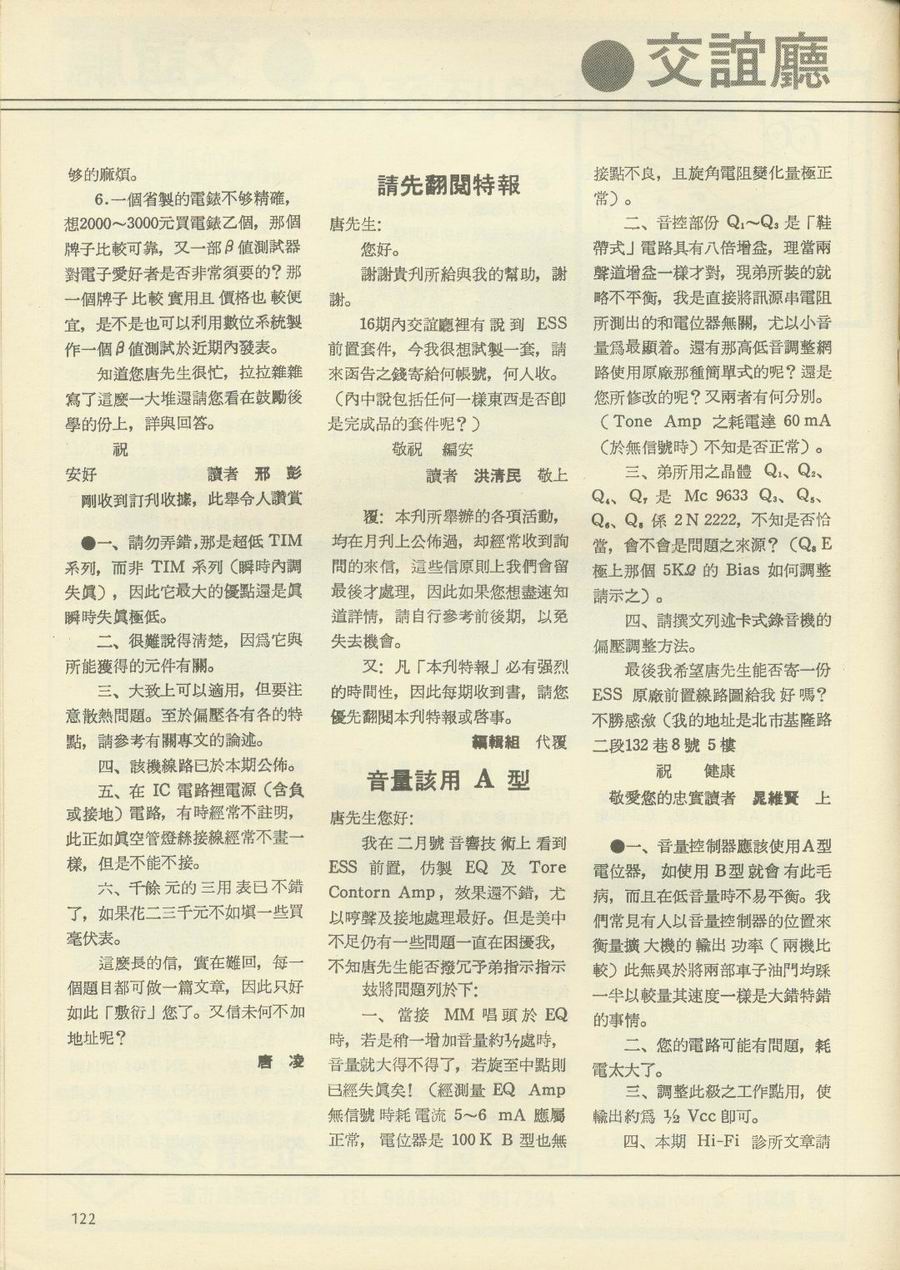 ●交誼廳
够的麻煩。
6.一個省製的電錶不够精確，
想2000～3000元買電錶乙個，那個
牌子比較可靠，又一部β值測試器
對電子愛好者是否非常須要的？那
一個牌子比較實用且價格也較便
宜，是不是也可以利用數位系統製
作一個β值測試於近期內發表。
知道您唐先生很忙，拉拉雜雜
寫了這麼一大堆還請您看在鼓勵後
學的份上，詳與回答。
祝
安好　讀者　邢　彭
剛收到訂刋收據，此舉令人讚賞
●一、請勿弄錯，那是超低 TIM
系列，而非 TIM 系列（瞬時內調
失眞），因此它最大的優點還是眞
瞬時失眞極低。
二、很難說得清楚，因爲它與
所能獲得的元件有關。
三、大致上可以適用，但要注
意散熱問題。至於偏壓各有各的特
點，請參考有關專文的論述。
四、該機線路已於本期公佈。
五、在 IC 電路裡電源（含負
或接地）電路，有時經常不註明，
此正如眞空管燈絲接線經常不畫一
樣，但是不能不接。
六、千餘元的三用表已不錯
了，如果花二三千元不如塡一些買
毫伏表。
這麼長的信，實在難回，每一
個題目都可做一篇文章，因此只好
如此「敷衍」您了。又信未何不加
地址呢？
唐　凌
請先翻閱特報
唐先生：
您好。
謝謝貴刋所給與我的幫助，謝
謝。
16期內交誼廳裡有說到 ESS
前置套件，今我很想試製一套，請
來函告之錢寄給何帳號，何人收。
（內中說包括任何一樣東西是否卽
是完成品的套件呢？）
敬祝　編安
讀者　洪清民　敬上
覆：本刋所舉辦的各項活動，
均在月刋上公佈過，却經常收到詢
問的來信，這些信原則上我們會留
最後才處理，因此如果您想盡速知
道詳情，請自行參考前後期，以免
失去機會。
又：凡「本刋特報」必有强烈
的時間性，因此每期收到書，請您
優先翻閱本刋特報或啓事。
編輯組　代覆
音量該用 A 型
唐先生您好：
我在二月號音響技術上看到
ESS 前置，仿製 EQ 及 Tore
Contorn Amp，效果還不錯，尤
以哼聲及接地處理最好。但是美中
不足仍有一些問題一直在困擾我，
不知唐先生能否撥冗予弟指示指示
玆將問題列於下：
一、當接 MM 唱頭於 EQ
時，若是稍一增加音量約⅓處時，
音量就大得不得了，若旋至中點則
已經失眞矣！（經測量 EQ Amp
無信號時耗電流 5～6 mA 應屬
正常，電位器是 100K B 型也無
接點不良，且旋角電阻變化量極正
常）。
二、音控部份 Q₁～Q₃ 是「鞋
帶式」電路具有八倍增益，理當兩
聲道增益一樣才對，現弟所裝的就
略不平衡，我是直接將訊源串電阻
所測出的和電位器無關，尤以小音
量爲最顯着。還有那高低音調整網
路使用原廠那種簡單式的呢？還是
您所修改的呢？又兩者有何分別。
（Tone Amp 之耗電達 60 mA
（於無信號時）不知是否正常）。
三、弟所用之晶體 Q₁、Q₂、
Q₄、Q₇ 是 Mc 9633 Q₃、Q₅、
Q₆、Q₈ 係 2N 2222，不知是否恰
當，會不會是問題之來源？（Q₈ E
極上那個 5KΩ 的 Bias 如何調整
請示之）。
四、請撰文列述卡式錄音機的
偏壓調整方法。
最後我希望唐先生能否寄一份
ESS 原廠前置線路圖給我好嗎？
不勝感激（我的地址是北市基隆路
二段132巷8號5樓
祝　健康
敬愛您的忠實讀者　晁維賢　上
●一、音量控制器應該使用A型
電位器，如使用 B 型就會有此毛
病，而且在低音量時不易平衡。我
們常見有人以音量控制器的位置來
衡量擴大機的輸出功率（兩機比
較）此無異於將兩部車子油門均踩
一半以較量其速度一樣是大錯特錯
的事情。
二、您的電路可能有問題，耗
電太大了。
三、調整此級之工作點用，使
輸出約爲 ½ Vcc 卽可。
四、本期 Hi-Fi 診所文章請
122